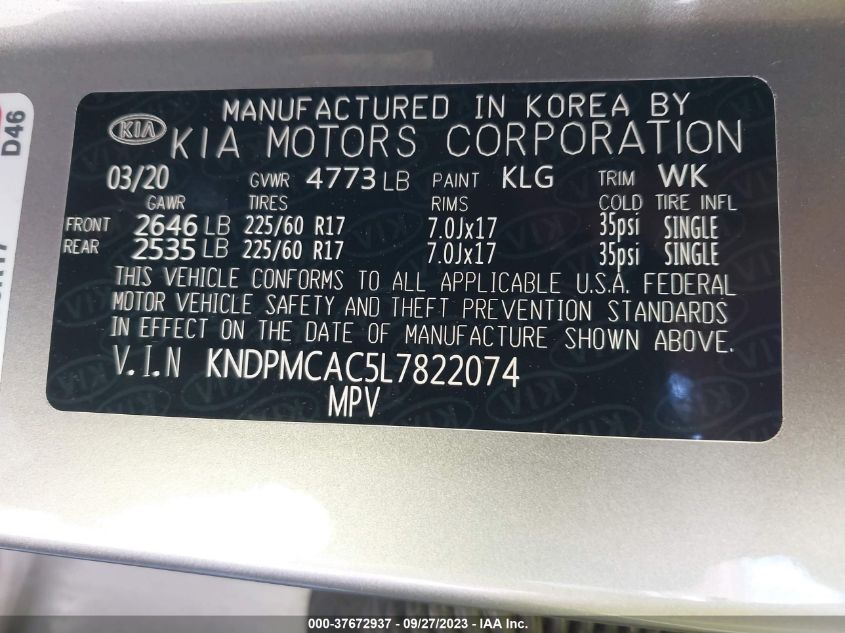 MANUFACTURED IN KOREA BY
KIA KIA MOTORS CORPORATION
03/20 GVWR 4773 LB PAINT KLG TRIM WK
GAWR TIRES RIMS COLD TIRE INFL
FRONT 2646 LB 225/60 R17 7.0Jx17 35psi SINGLE
REAR 2535 LB 225/60 R17 7.0Jx17 35psi SINGLE
THIS VEHICLE CONFORMS TO ALL APPLICABLE U.S.A. FEDERAL
MOTOR VEHICLE SAFETY AND THEFT PREVENTION STANDARDS
IN EFFECT ON THE DATE OF MANUFACTURE SHOWN ABOVE.
V.I.N KNDPMCAC5L7822074
MPV
D46
000-37672937 - 09/27/2023 - IAA Inc.